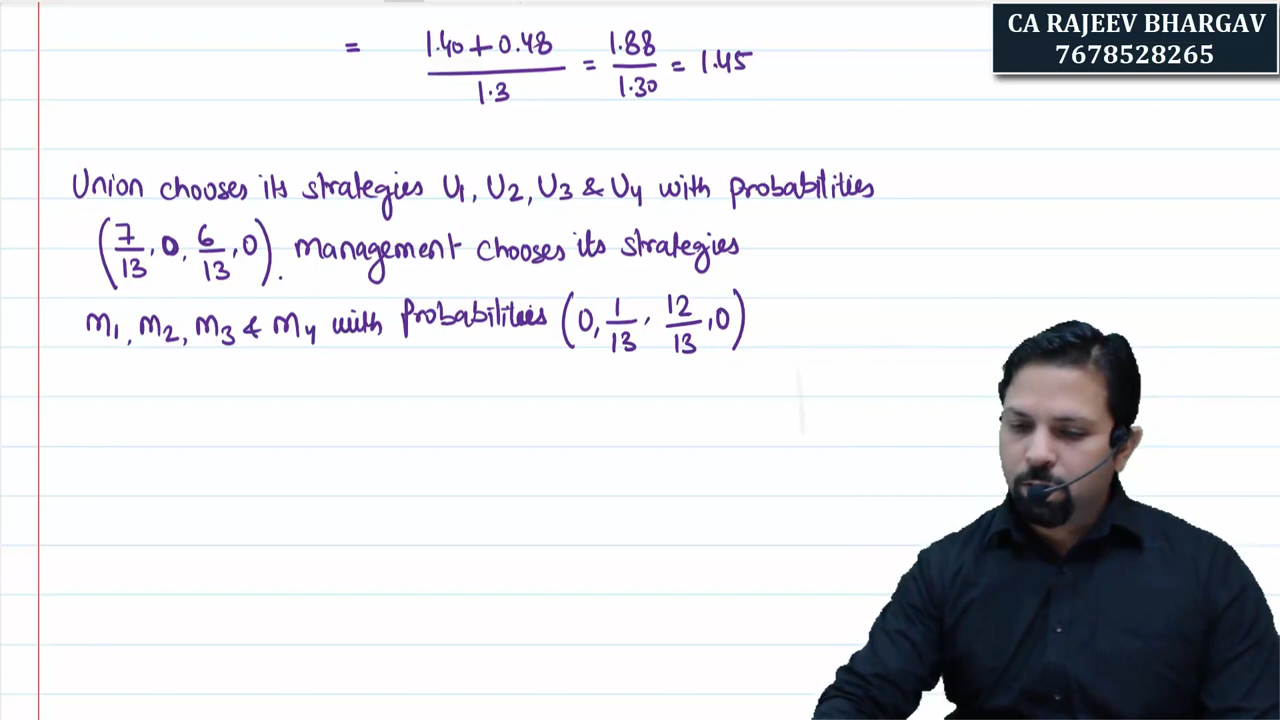 CA RAJEEV BHARGAV
7678528265
= 1.40 + 0.48 / 1.3 = 1.88 / 1.30 = 1.45
Union chooses its strategies U1, U2, U3 & U4 with probabilities
(7/13, 0, 6/13, 0). Management chooses its strategies
M1, M2, M3 & M4 with Probabilities (0, 1/13, 12/13, 0)